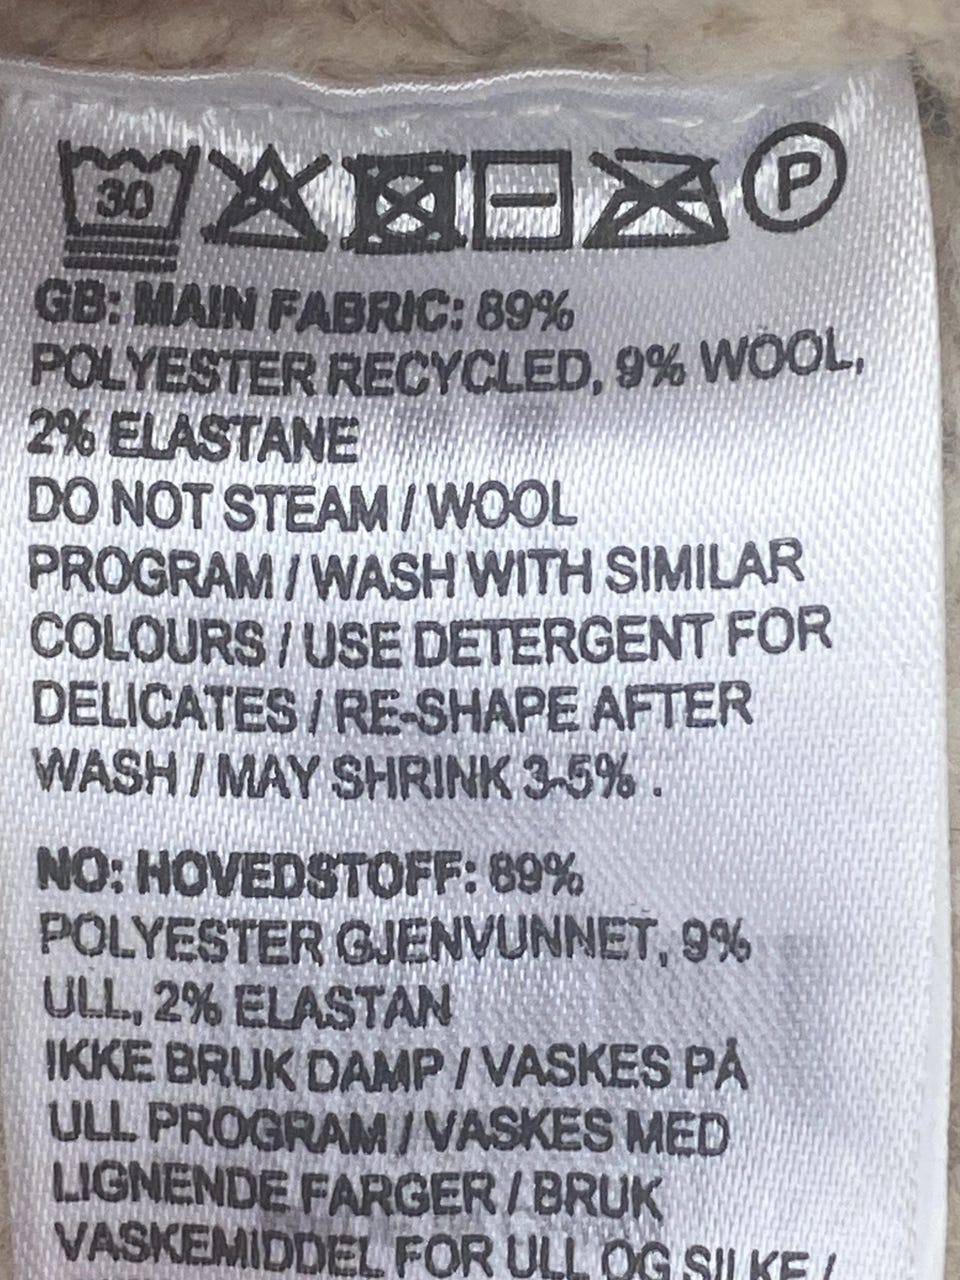 30 P
GB: MAIN FABRIC: 89%
POLYESTER RECYCLED, 9% WOOL,
2% ELASTANE
DO NOT STEAM / WOOL
PROGRAM / WASH WITH SIMILAR
COLOURS / USE DETERGENT FOR
DELICATES / RE-SHAPE AFTER
WASH / MAY SHRINK 3-5% .
NO: HOVEDSTOFF: 89%
POLYESTER GJENVUNNET, 9%
ULL, 2% ELASTAN
IKKE BRUK DAMP / VASKES PÅ
ULL PROGRAM / VASKES MED
LIGNENDE FARGER / BRUK
VASKEMIDDEL FOR ULL OG SILKE /